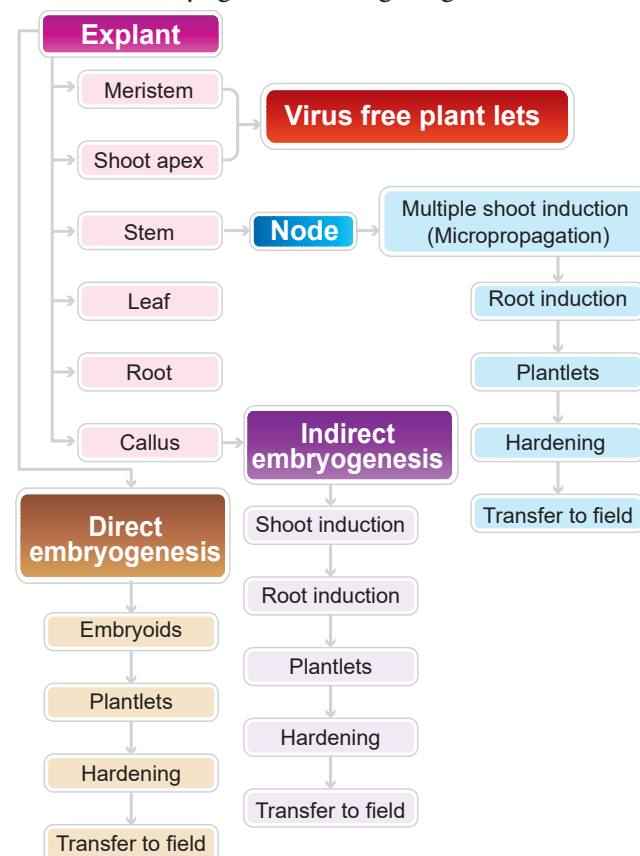 Explant
Meristem
Virus free plant lets
Shoot apex
Stem
Node
Multiple shoot induction
(Micropropagation)
Leaf
Root induction
Root
Plantlets
Callus
Indirect
embryogenesis
Hardening
Transfer to field
Direct
embryogenesis
Shoot induction
Root induction
Plantlets
Hardening
Transfer to field
Embryoids
Plantlets
Hardening
Transfer to field